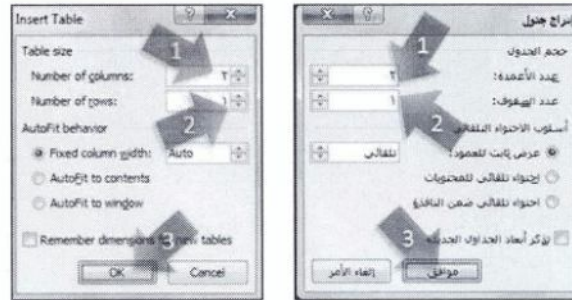 Insert Table
Table size
Number of columns: ٢
1
Number of rows: ١
2
AutoFit behavior
Fixed column width: Auto
AutoFit to contents
AutoFit to window
3
Remember dimensions for new tables
OK Cancel
إدراج جدول
حجم الجدول
عدد الأعمدة: ٢
1
عدد الصفوف: ١
2
أسلوب الاحتواء التلقائي
عرض ثابت للعمود: تلقائي
احتواء تلقائي للمحتويات
احتواء تلقائي ضمن النافذة
3
تذكر أبعاد الجداول الجديدة
موافق إلغاء الأمر